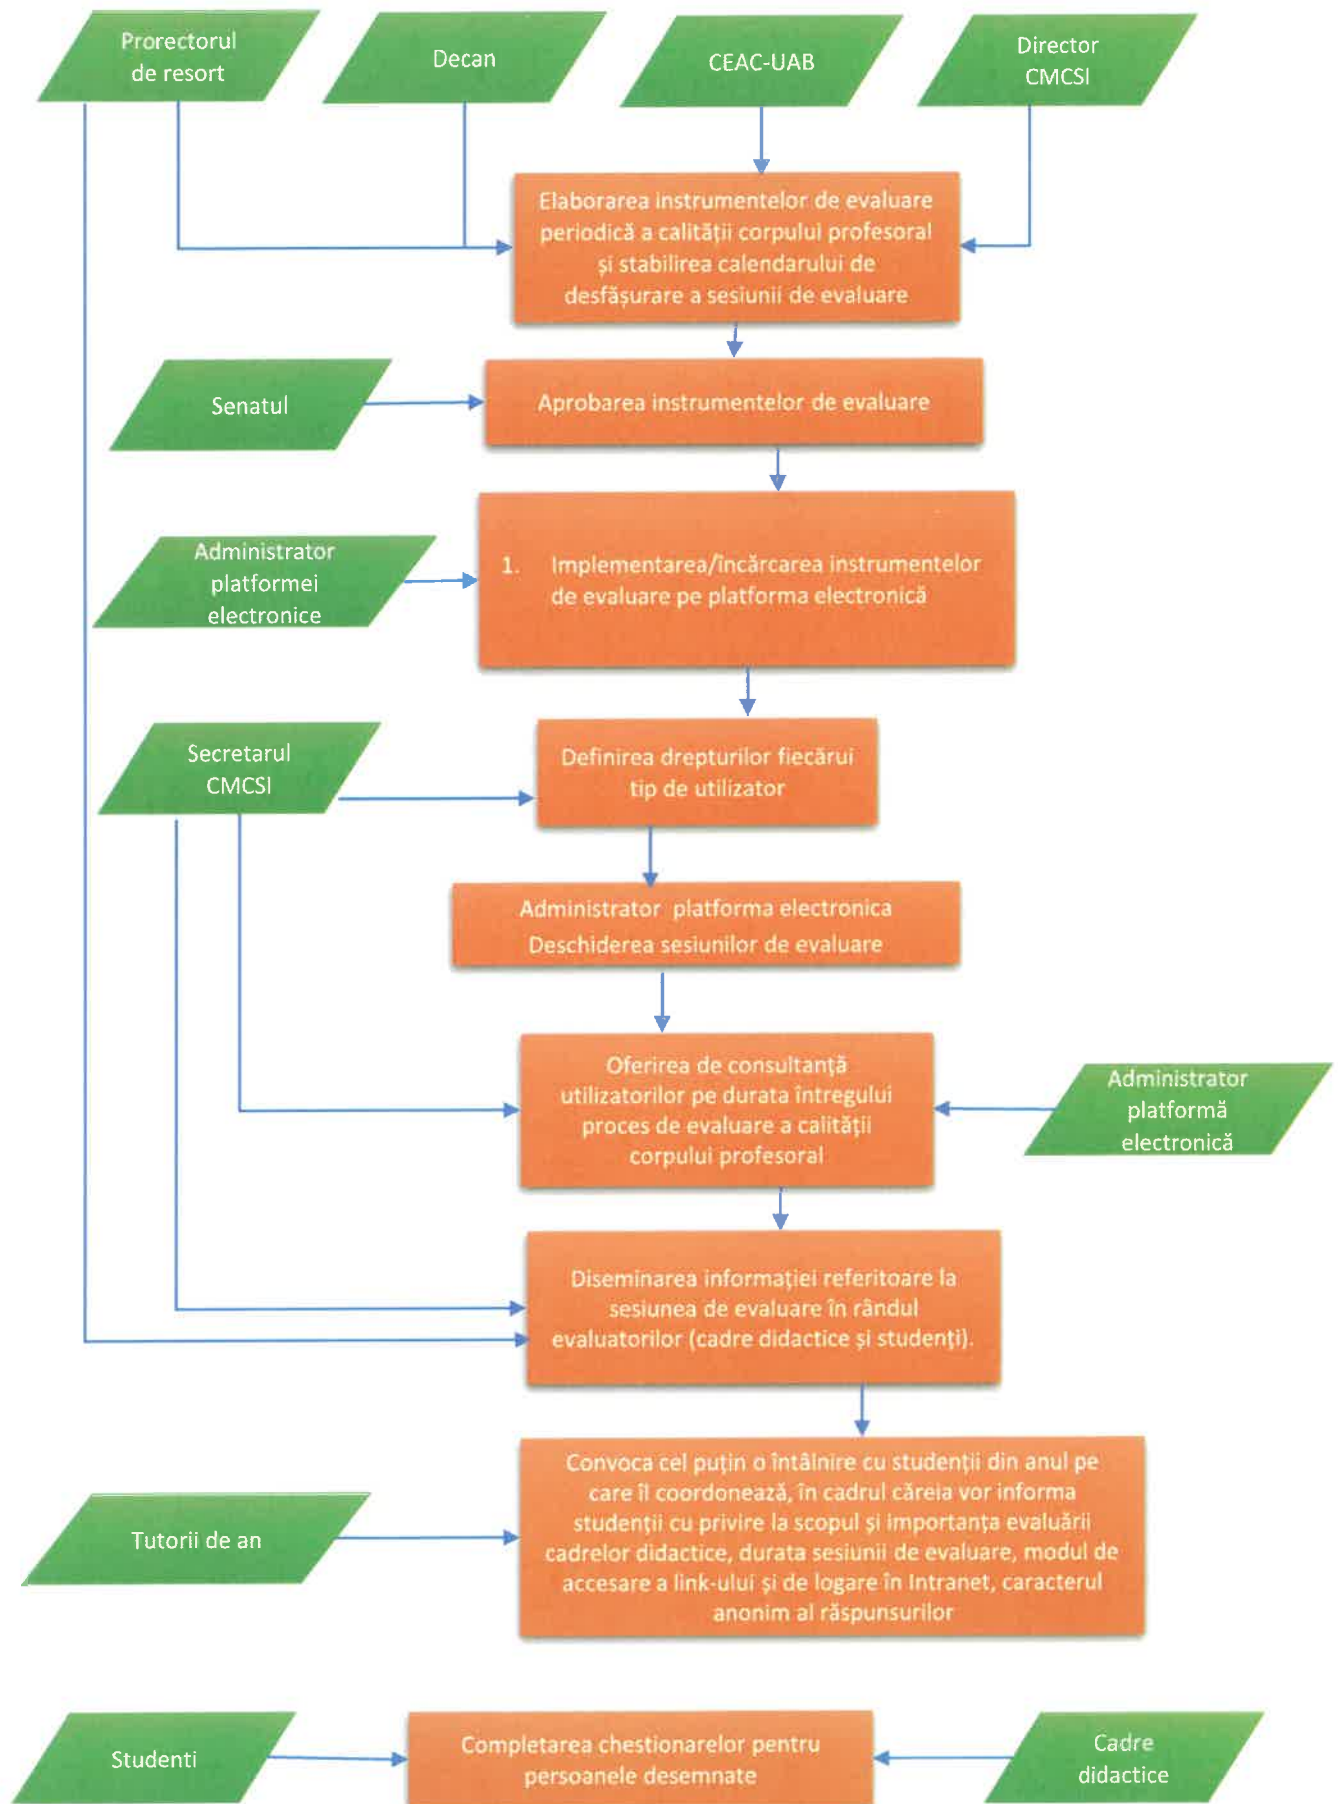 Prorectorul
de resort
Decan
CEAC-UAB
Director
CMCSI
Elaborarea instrumentelor de evaluare
periodică a calității corpului profesoral
și stabilirea calendarului de
desfășurare a sesiunii de evaluare
Senatul
Aprobarea instrumentelor de evaluare
Administrator
platformei
electronice
1. Implementarea/încărcarea instrumentelor
de evaluare pe platforma electronică
Secretarul
CMCSI
Definirea drepturilor fiecărui
tip de utilizator
Administrator platforma electronica
Deschiderea sesiunilor de evaluare
Oferirea de consultanță
utilizatorilor pe durata întregului
proces de evaluare a calității
corpului profesoral
Administrator
platformă
electronică
Diseminarea informației referitoare la
sesiunea de evaluare în rândul
evaluatorilor (cadre didactice și studenți).
Tutorii de an
Convoca cel puțin o întâlnire cu studenții din anul pe
care îl coordonează, în cadrul căreia vor informa
studenții cu privire la scopul și importanța evaluării
cadrelor didactice, durata sesiunii de evaluare, modul de
accesare a link-ului și de logare în Intranet, caracterul
anonim al răspunsurilor
Studenti
Completarea chestionarelor pentru
persoanele desemnate
Cadre
didactice